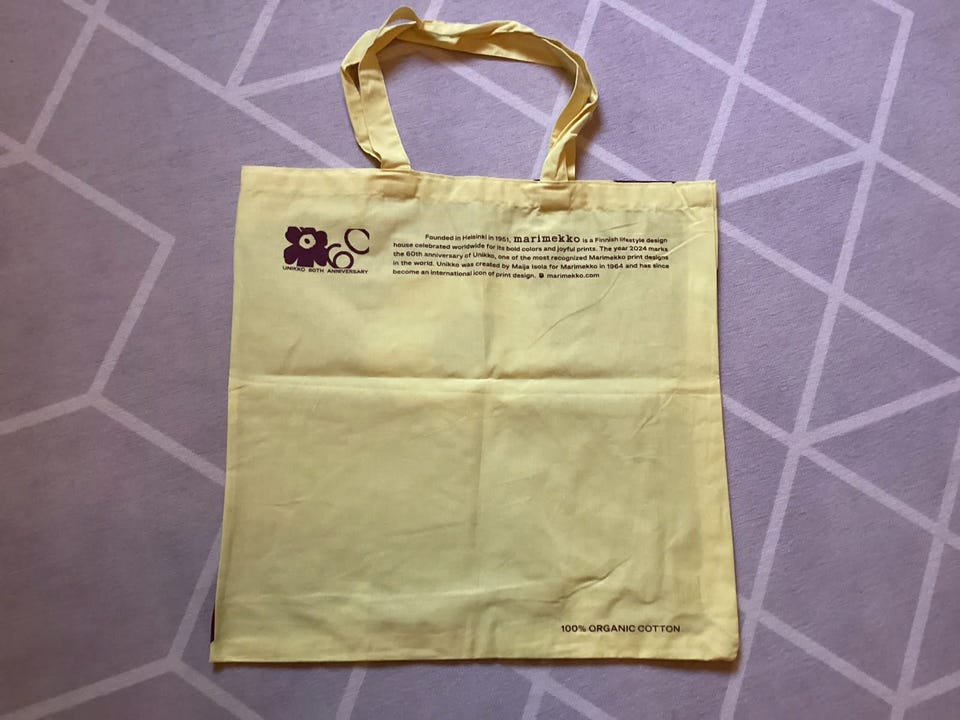 60
UNIKKO 60TH ANNIVERSARY
Founded in Helsinki in 1951, marimekko is a Finnish lifestyle design
house celebrated worldwide for its bold colors and joyful prints. The year 2024 marks
the 60th anniversary of Unikko, one of the most recognized Marimekko print designs
in the world. Unikko was created by Maija Isola for Marimekko in 1964 and has since
become an international icon of print design. marimekko.com
100% ORGANIC COTTON